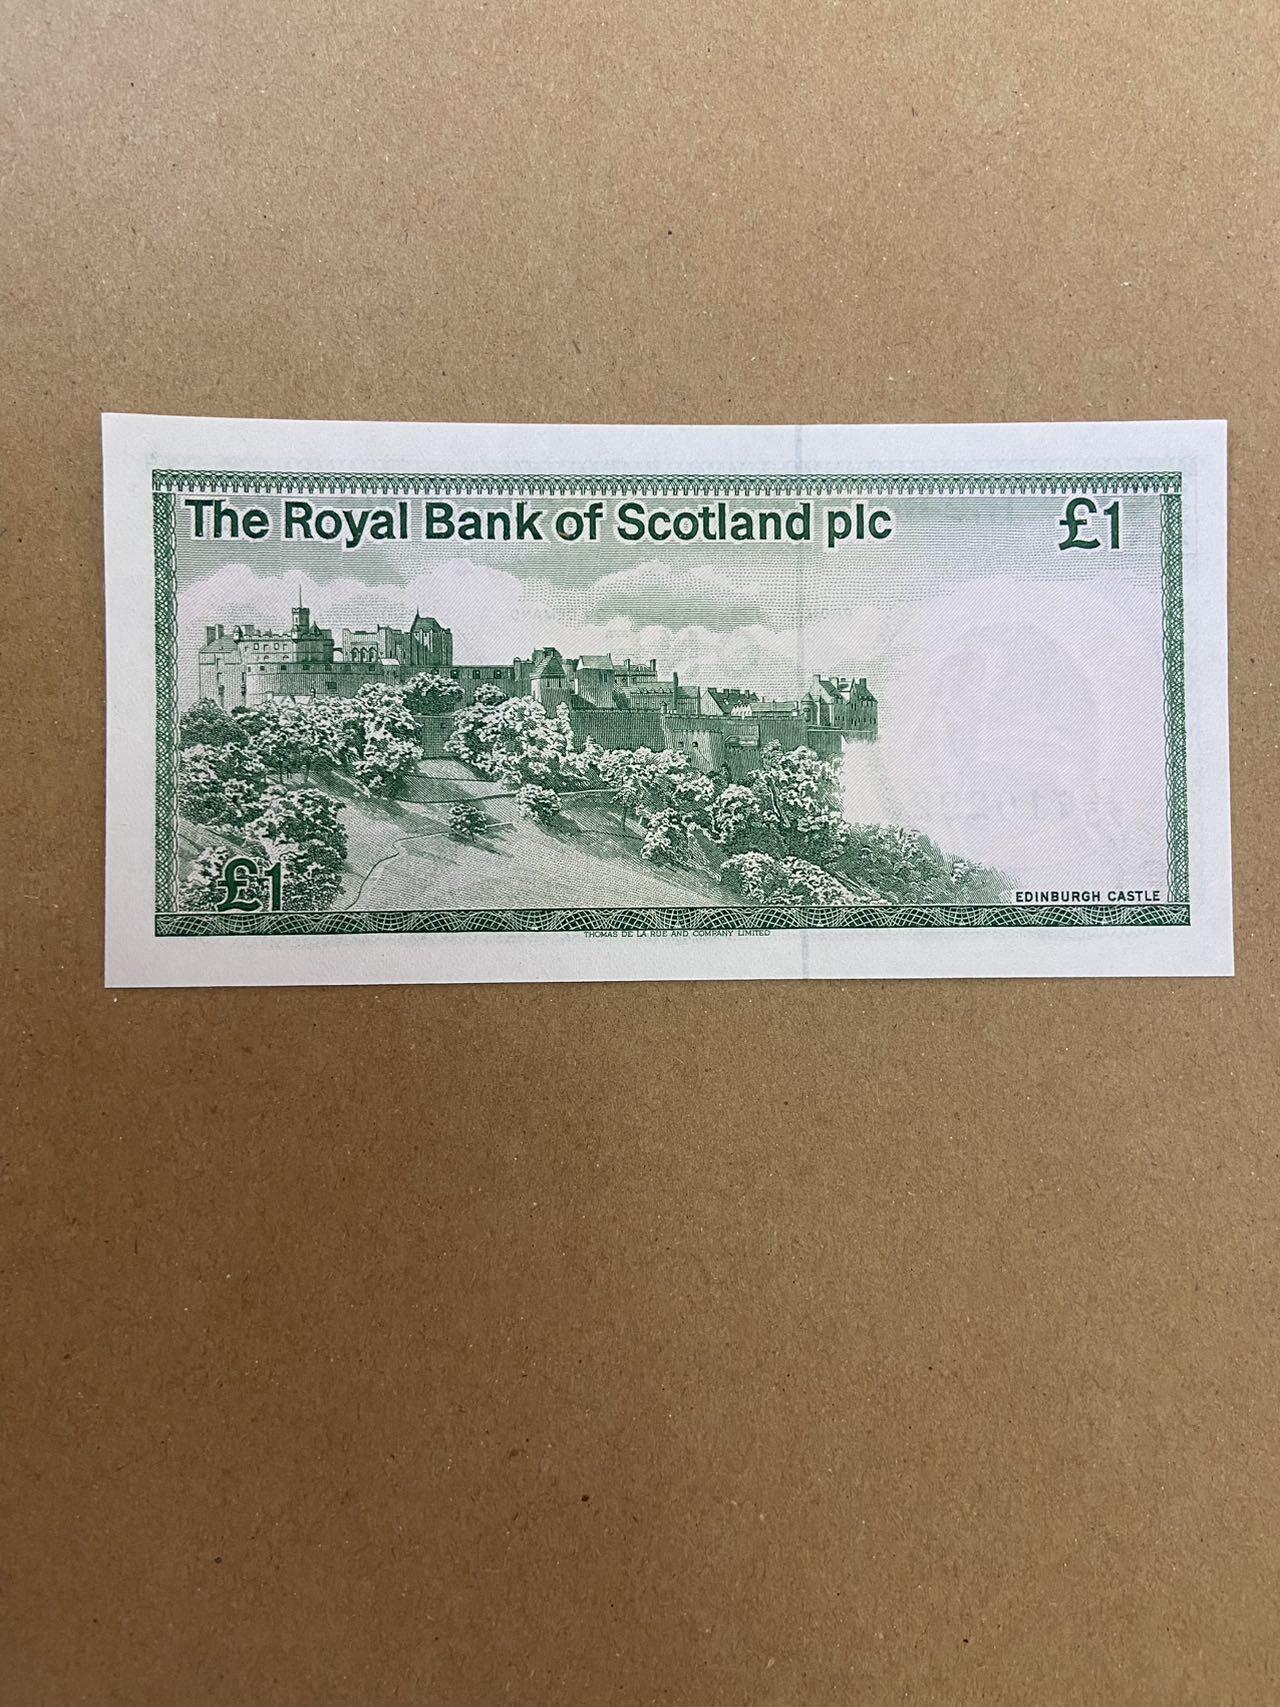 The Royal Bank of Scotland plc £1
£1
EDINBURGH CASTLE
THOMAS DE LA RUE AND COMPANY LIMITED